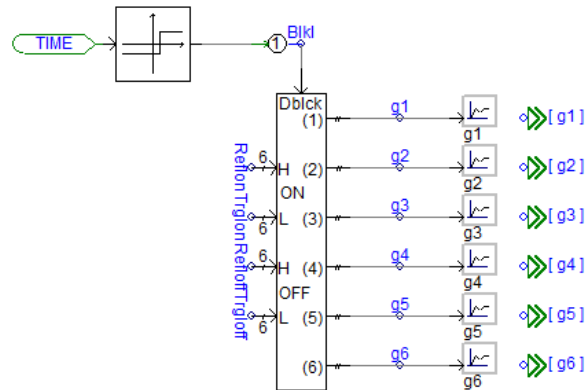 TIME
1
Blkl
Dblck
(1)
g1
g1
[ g1]
6
H
(2)
g2
g2
[ g2]
ON
6
L
(3)
g3
g3
[ g3]
6
H
(4)
g4
g4
[ g4]
OFF
6
L
(5)
g5
g5
[ g5]
(6)
g6
g6
[ g6]
ReflonTrglonRefloffTrgloff